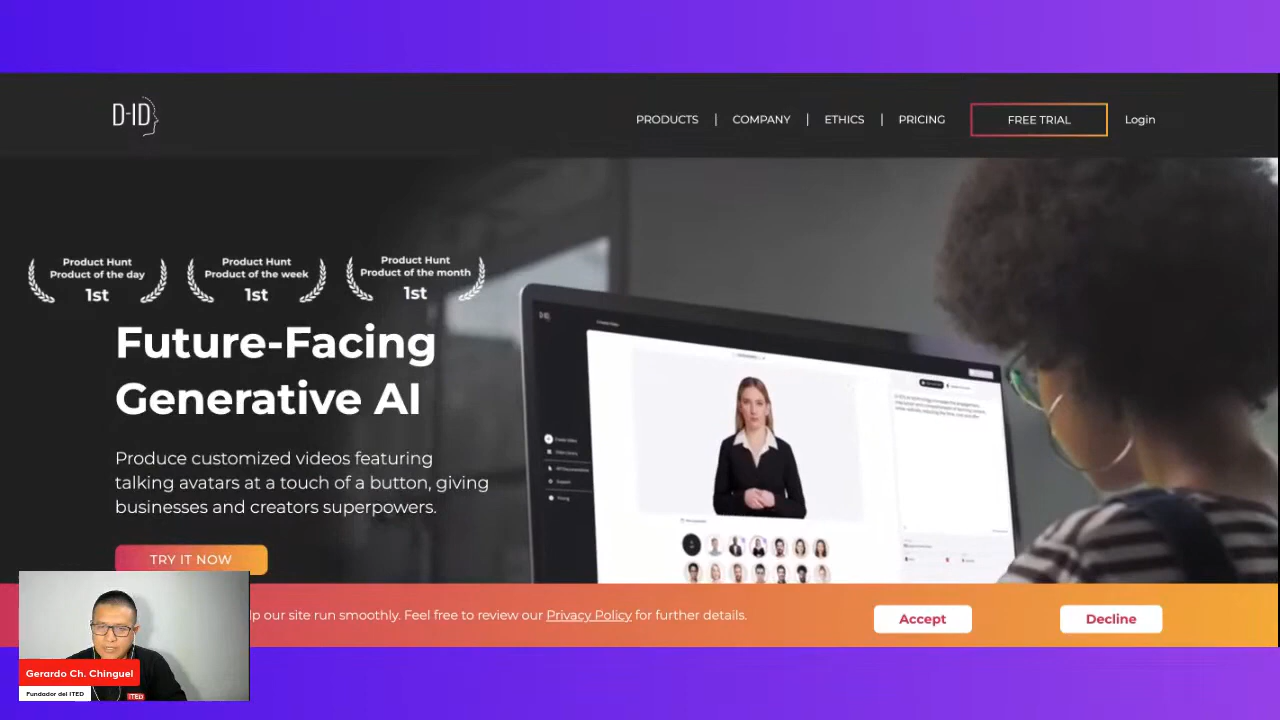 D-ID
PRODUCTS | COMPANY | ETHICS | PRICING
FREE TRIAL
Login
Product Hunt
Product of the day
1st
Product Hunt
Product of the week
1st
Product Hunt
Product of the month
1st
Future-Facing
Generative AI
Produce customized videos featuring
talking avatars at a touch of a button, giving
businesses and creators superpowers.
TRY IT NOW
our site run smoothly. Feel free to review our Privacy Policy for further details.
Accept
Decline
Gerardo Ch. Chinguel
Fundador del ITED
ITED